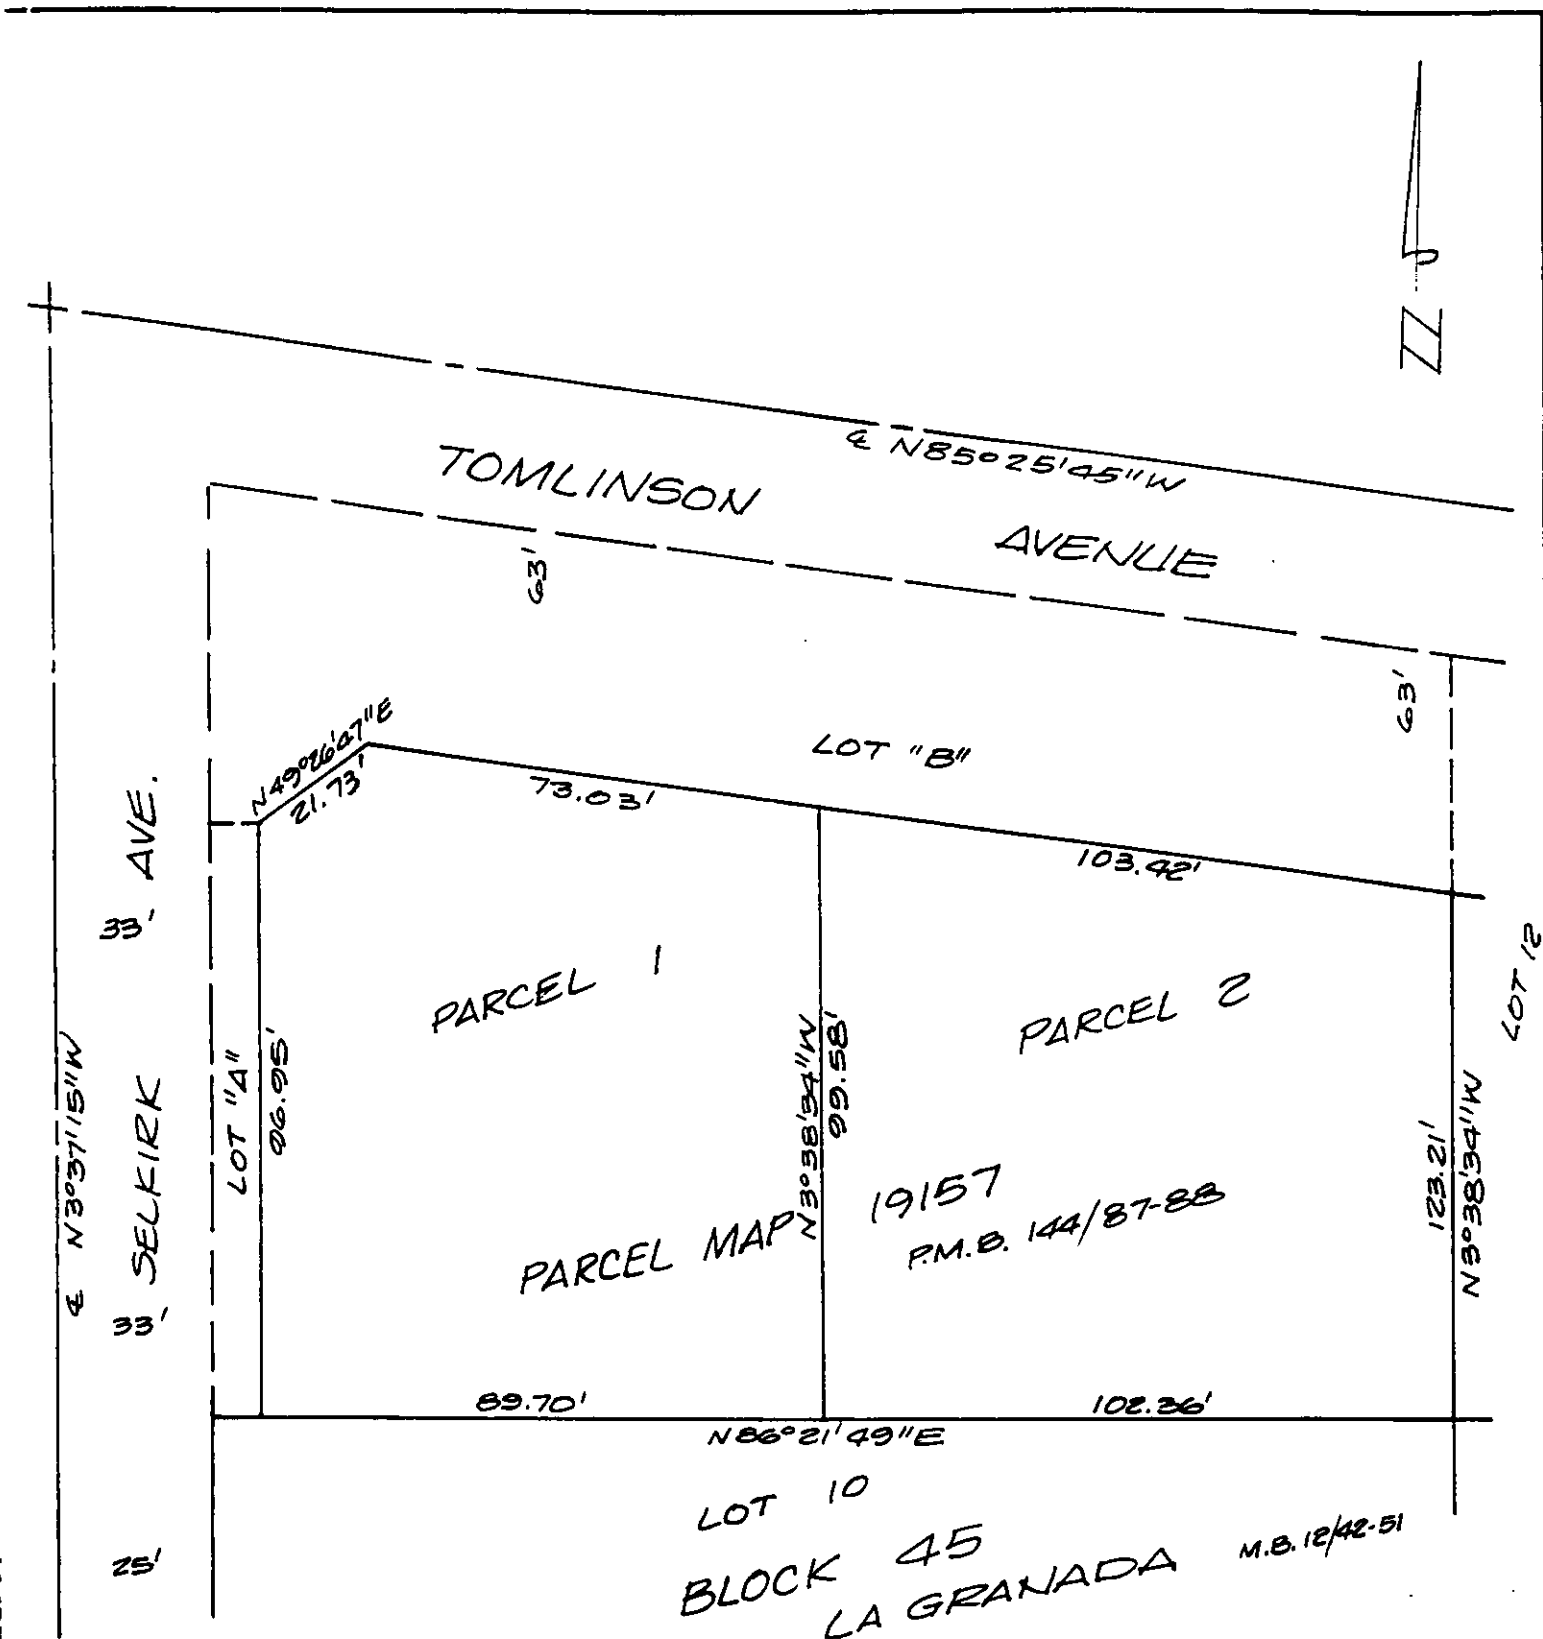 N
℄ N85°25'45"W
TOMLINSON AVENUE
63'
63'
LOT "B"
N49°26'47"E
21.73'
73.03'
103.42'
33' AVE.
33' SELKIRK
℄ N3°37'15"W
LOT "A"
96.95'
PARCEL 1
PARCEL 2
LOT 12
N3°38'34"W
99.58'
123.21'
N3°38'34"W
PARCEL MAP 19157
P.M.B. 144/87-88
89.70'
102.36'
N86°21'49"E
25'
LOT 10
BLOCK 45
LA GRANADA
M.B. 12/42-51